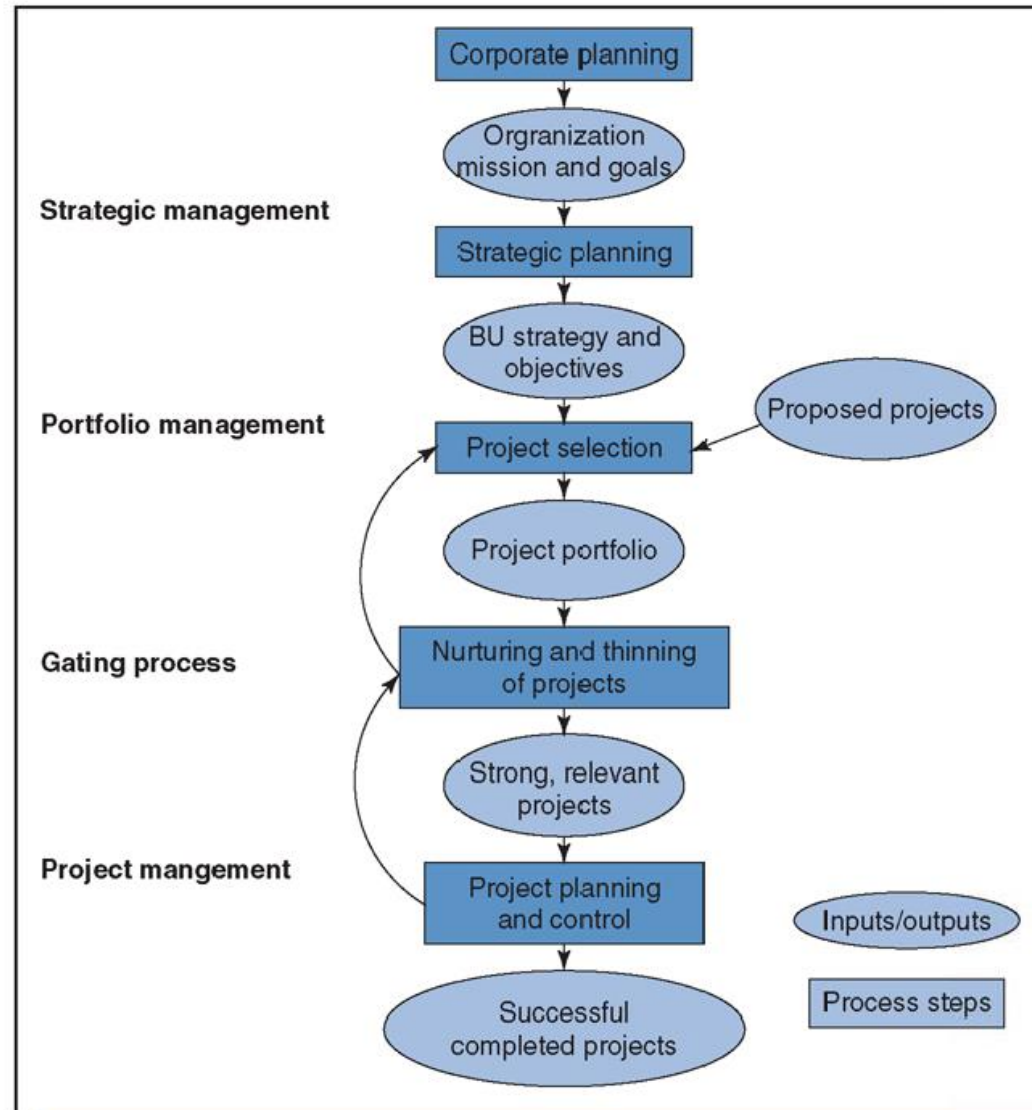 Corporate planning
Orgranization
mission and goals
Strategic management
Strategic planning
BU strategy and
objectives
Proposed projects
Portfolio management
Project selection
Project portfolio
Gating process
Nurturing and thinning
of projects
Strong, relevant
projects
Project mangement
Project planning
and control
Inputs/outputs
Process steps
Successful
completed projects